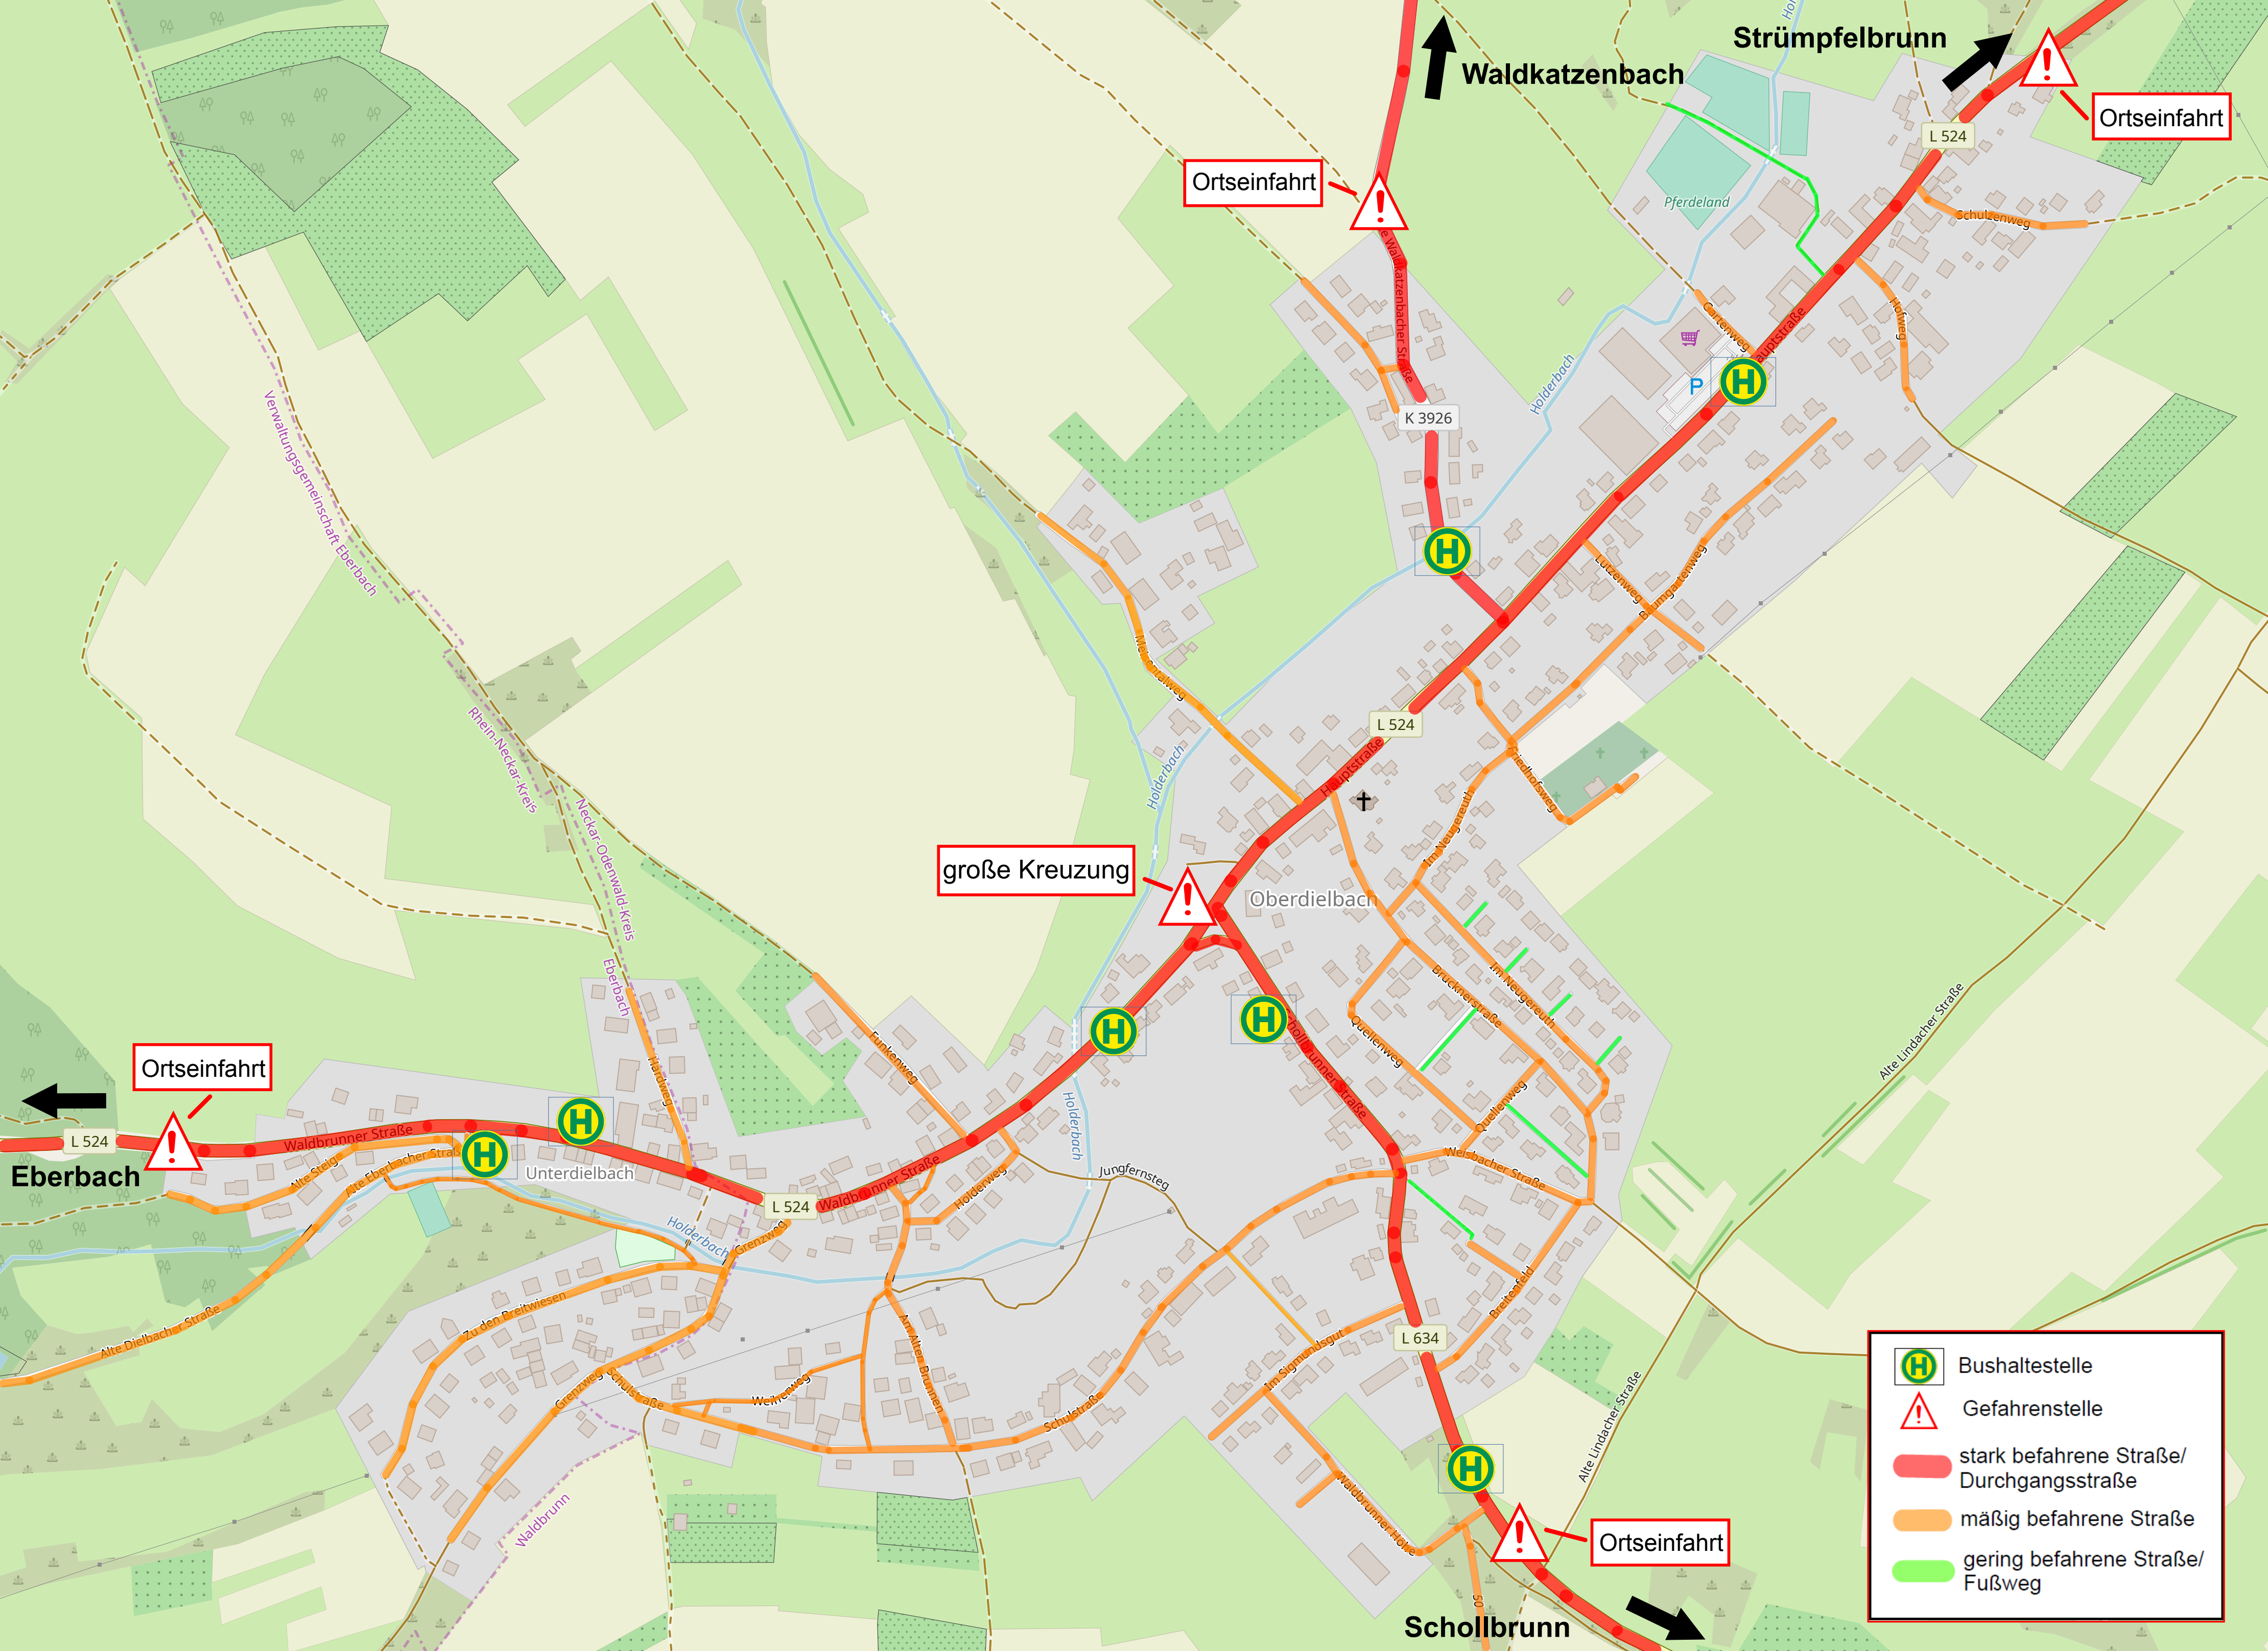 Strümpfelbrunn
Waldkatzenbach
Ortseinfahrt
L 524
Ortseinfahrt
Pferdeland
Schulzenweg
Gartenweg
Hofweg
Hauptstraße
P
H
Holderbach
K 3926
H
Verwaltungsgemeinschaft Eberbach
Lutzenweg
Baumgartenweg
Meisentalweg
L 524
Rhein-Neckar-Kreis
Neckar-Odenwald-Kreis
Eberbach
Holderbach
Hauptstraße
Friedhofsweg
Im Neugereuth
große Kreuzung
Oberdielbach
Brucknerstraße
Im Neugereuth
Quellenweg
H
H
Schollbrunner Straße
Funkenweg
Hardweg
Alte Lindacher Straße
Ortseinfahrt
H
H
L 524
Waldbrunner Straße
Eberbach
Alte Steige
Alte Eberbacher Straße
Unterdielbach
L 524
Waldbrunner Straße
Holderweg
Holderbach
Jungfernsteg
Quellenweg
Weisbacher Straße
Holderbach
Grenzweg
Zu den Breitwiesen
Alte Dielbacher Straße
Breitenfeld
L 634
Im Sigmundsgut
Am Alten Brunnen
Weiherweg
Grenzweg
Schulstraße
Schulstraße
Waldbrunner Höhe
Alte Lindacher Straße
H
Waldbrunn
Ortseinfahrt
50
Schollbrunn
H Bushaltestelle
Gefahrenstelle
stark befahrene Straße/
Durchgangsstraße
mäßig befahrene Straße
gering befahrene Straße/
Fußweg